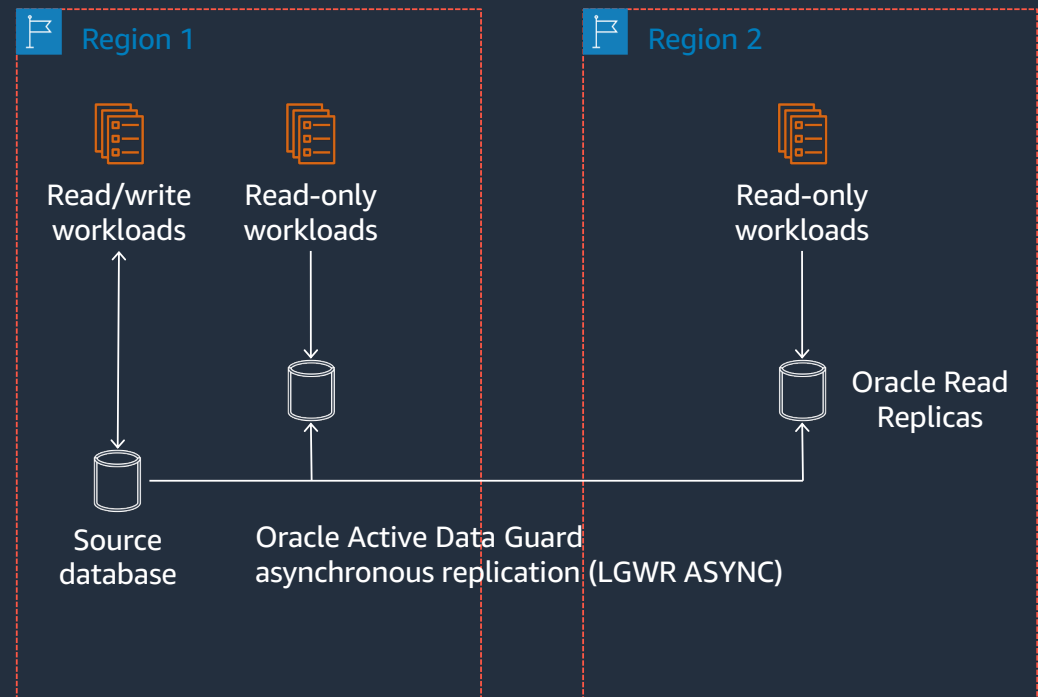 Region 1
Region 2
Read/write
workloads
Read-only
workloads
Read-only
workloads
Oracle Read
Replicas
Source
database
Oracle Active Data Guard
asynchronous replication (LGWR ASYNC)